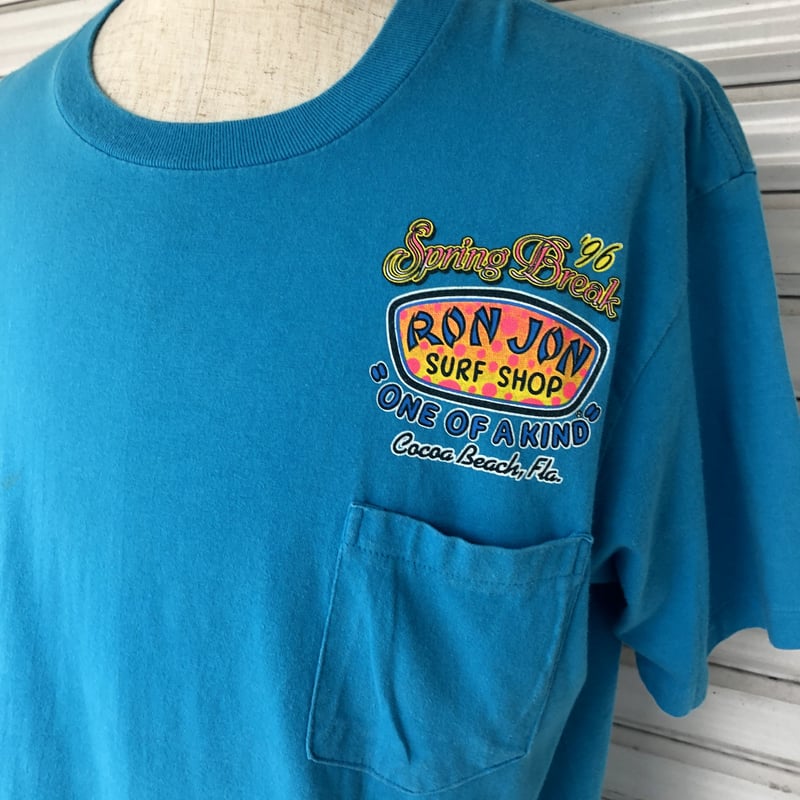 Spring Break '96
RON JON
SURF SHOP
"ONE OF A KIND"
Cocoa Beach, Fla.